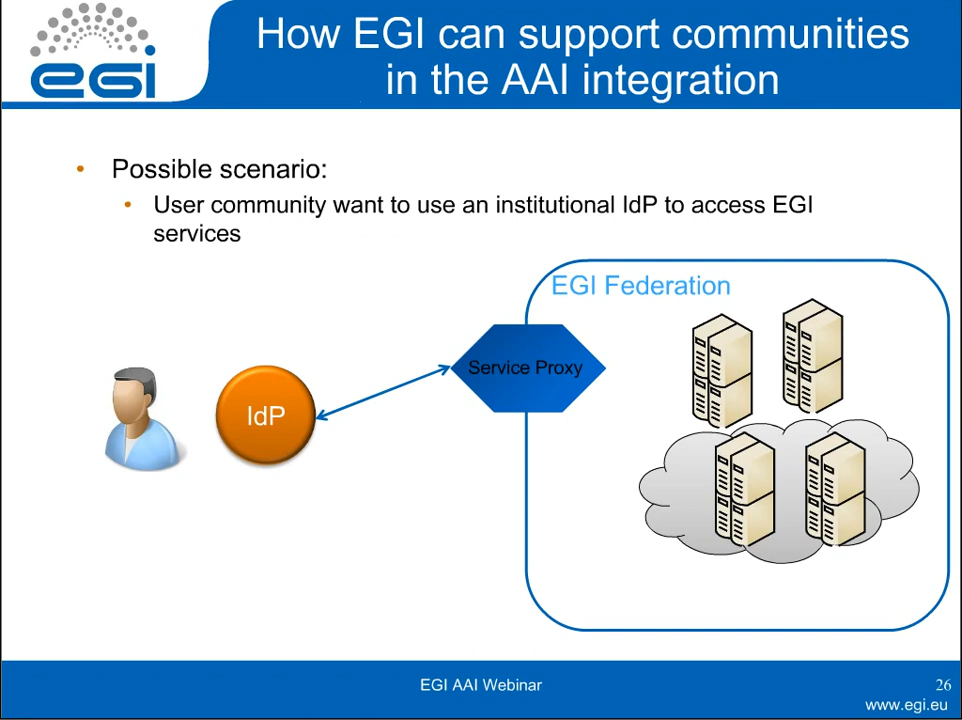 egi
How EGI can support communities
in the AAI integration
• Possible scenario:
• User community want to use an institutional IdP to access EGI
services
EGI Federation
Service Proxy
IdP
EGI AAI Webinar
26
www.egi.eu